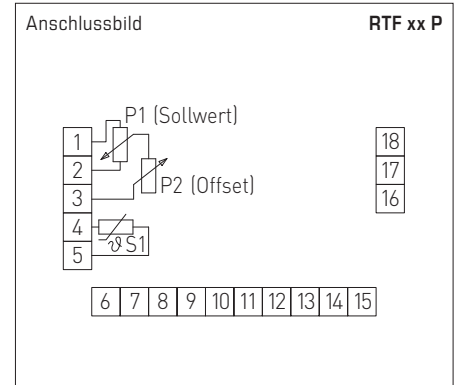 Anschlussbild RTF xx P
P1 (Sollwert)
1
2
3
4
5
P2 (Offset)
ϑ S1
18
17
16
6 7 8 9 10 11 12 13 14 15